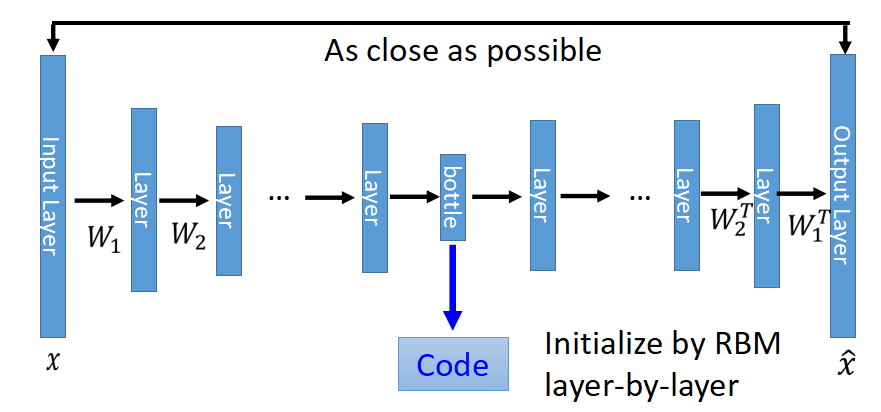 As close as possible
Input Layer
Layer
Layer
...
Layer
bottle
Layer
...
Layer
Layer
Output Layer
W₁
W₂
W₂ᵀ
W₁ᵀ
x
Code
Initialize by RBM
layer-by-layer
x̂